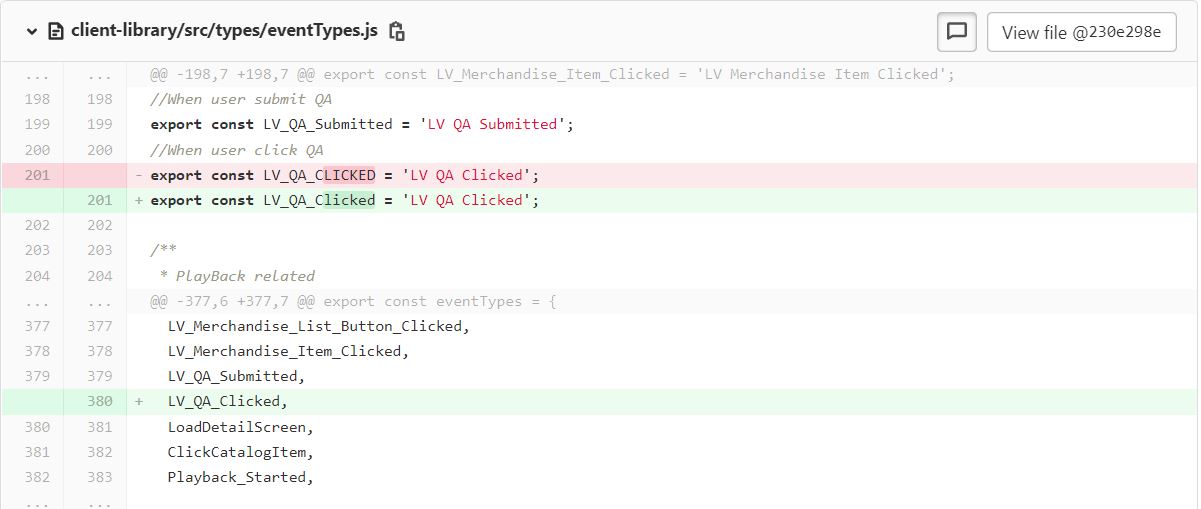 client-library/src/types/eventTypes.js View file @230e298e
... ... @@ -198,7 +198,7 @@ export const LV_Merchandise_Item_Clicked = 'LV Merchandise Item Clicked';
198 198 //When user submit QA
199 199 export const LV_QA_Submitted = 'LV QA Submitted';
200 200 //When user click QA
201 - export const LV_QA_CLICKED = 'LV QA Clicked';
201 + export const LV_QA_Clicked = 'LV QA Clicked';
202 202
203 203 /**
204 204 * PlayBack related
... ... @@ -377,6 +377,7 @@ export const eventTypes = {
377 377 LV_Merchandise_List_Button_Clicked,
378 378 LV_Merchandise_Item_Clicked,
379 379 LV_QA_Submitted,
380 + LV_QA_Clicked,
380 381 LoadDetailScreen,
381 382 ClickCatalogItem,
382 383 Playback_Started,
... ...